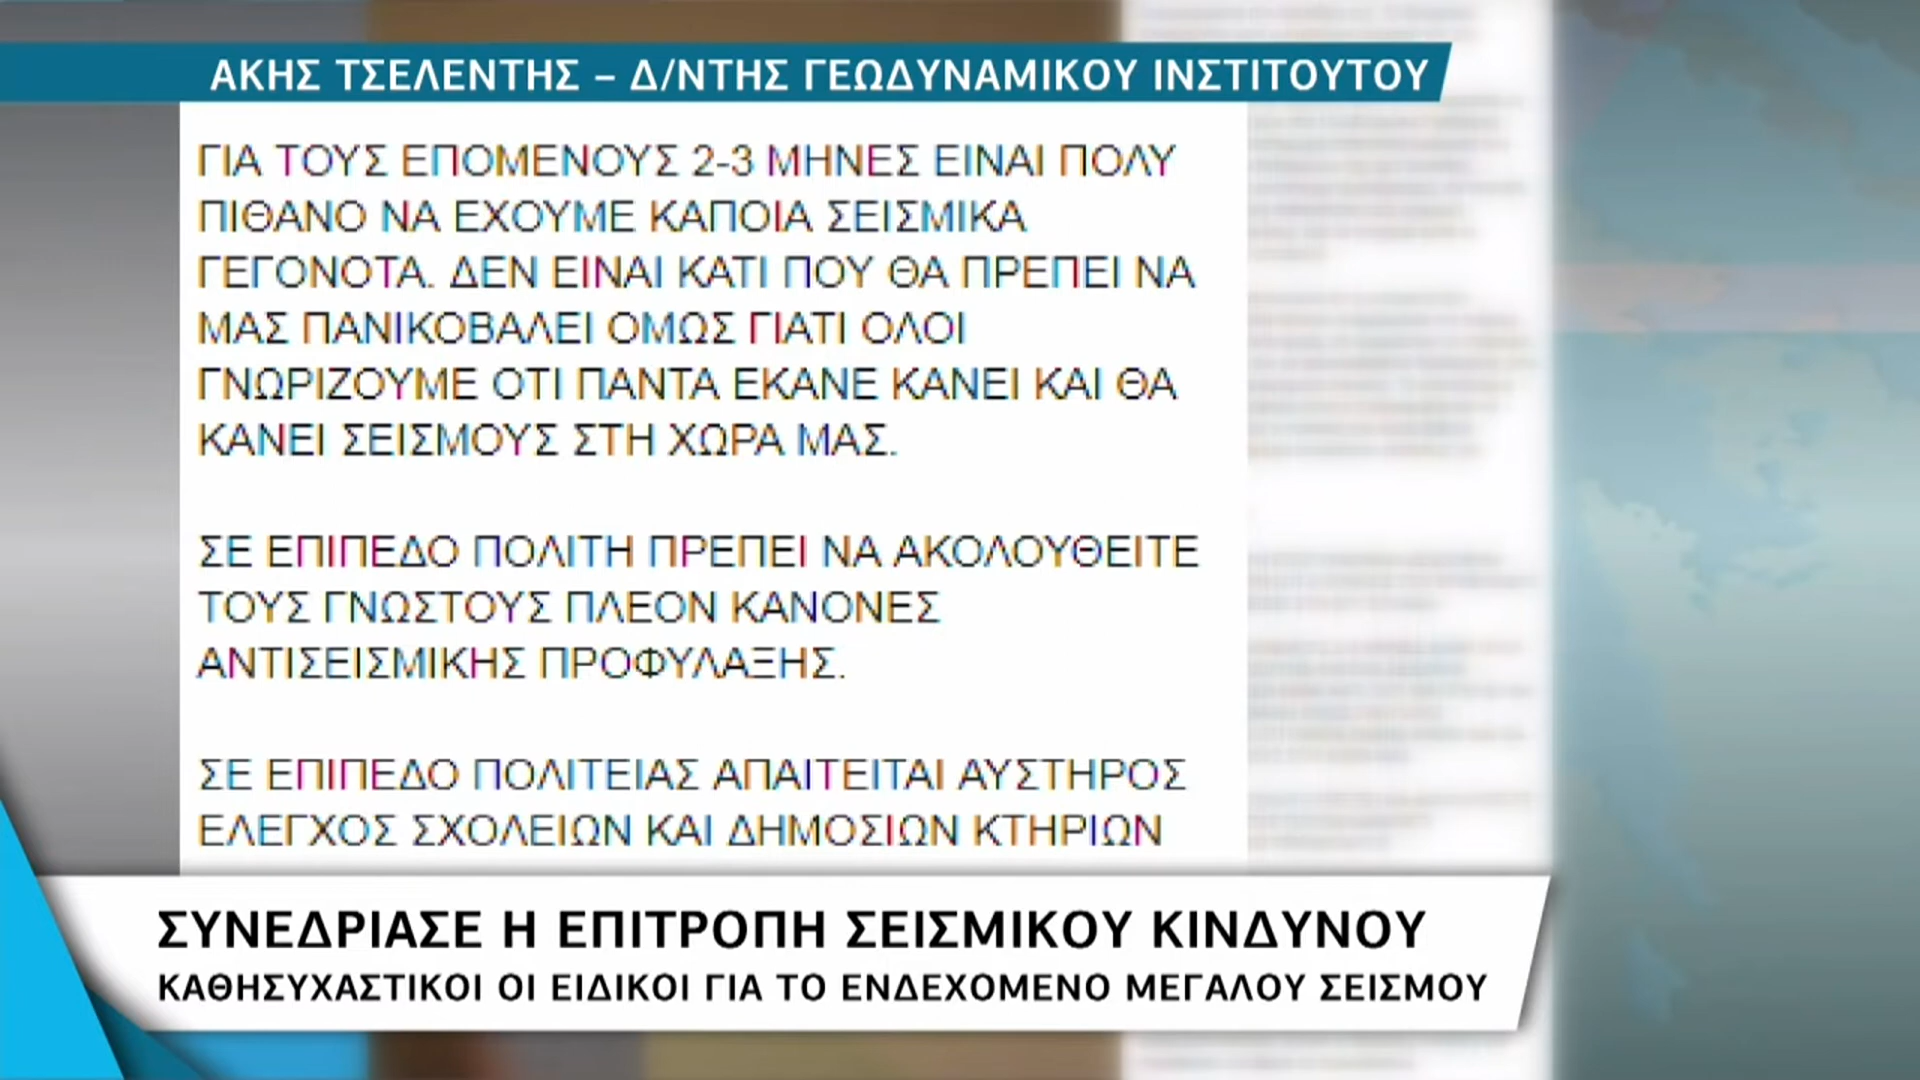 ΑΚΗΣ ΤΣΕΛΕΝΤΗΣ – Δ/ΝΤΗΣ ΓΕΩΔΥΝΑΜΙΚΟΥ ΙΝΣΤΙΤΟΥΤΟΥ
ΓΙΑ ΤΟΥΣ ΕΠΟΜΕΝΟΥΣ 2-3 ΜΗΝΕΣ ΕΙΝΑΙ ΠΟΛΥ
ΠΙΘΑΝΟ ΝΑ ΕΧΟΥΜΕ ΚΑΠΟΙΑ ΣΕΙΣΜΙΚΑ
ΓΕΓΟΝΟΤΑ. ΔΕΝ ΕΙΝΑΙ ΚΑΤΙ ΠΟΥ ΘΑ ΠΡΕΠΕΙ ΝΑ
ΜΑΣ ΠΑΝΙΚΟΒΑΛΕΙ ΟΜΩΣ ΓΙΑΤΙ ΟΛΟΙ
ΓΝΩΡΙΖΟΥΜΕ ΟΤΙ ΠΑΝΤΑ ΕΚΑΝΕ ΚΑΝΕΙ ΚΑΙ ΘΑ
ΚΑΝΕΙ ΣΕΙΣΜΟΥΣ ΣΤΗ ΧΩΡΑ ΜΑΣ.
ΣΕ ΕΠΙΠΕΔΟ ΠΟΛΙΤΗ ΠΡΕΠΕΙ ΝΑ ΑΚΟΛΟΥΘΕΙΤΕ
ΤΟΥΣ ΓΝΩΣΤΟΥΣ ΠΛΕΟΝ ΚΑΝΟΝΕΣ
ΑΝΤΙΣΕΙΣΜΙΚΗΣ ΠΡΟΦΥΛΑΞΗΣ.
ΣΕ ΕΠΙΠΕΔΟ ΠΟΛΙΤΕΙΑΣ ΑΠΑΙΤΕΙΤΑΙ ΑΥΣΤΗΡΟΣ
ΕΛΕΓΧΟΣ ΣΧΟΛΕΙΩΝ ΚΑΙ ΔΗΜΟΣΙΩΝ ΚΤΗΡΙΩΝ
ΣΥΝΕΔΡΙΑΣΕ Η ΕΠΙΤΡΟΠΗ ΣΕΙΣΜΙΚΟΥ ΚΙΝΔΥΝΟΥ
ΚΑΘΗΣΥΧΑΣΤΙΚΟΙ ΟΙ ΕΙΔΙΚΟΙ ΓΙΑ ΤΟ ΕΝΔΕΧΟΜΕΝΟ ΜΕΓΑΛΟΥ ΣΕΙΣΜΟΥ